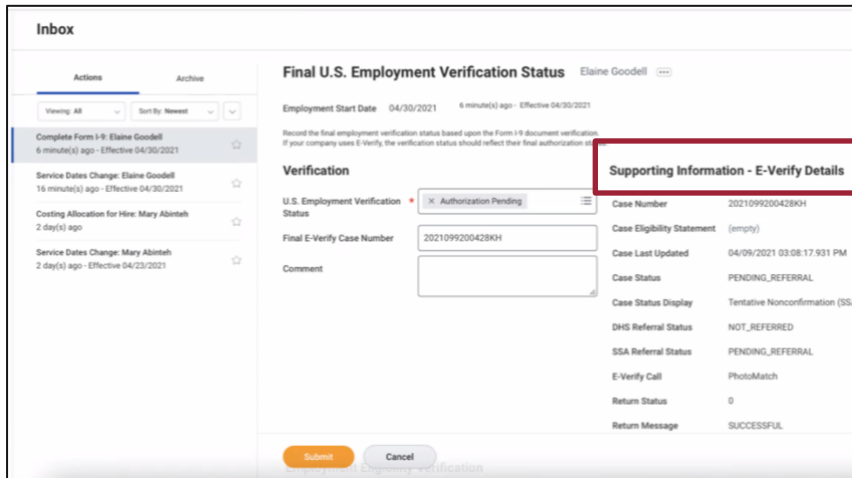 Inbox
Actions
Archive
Viewing: All
Sort By: Newest
Complete Form I-9: Elaine Goodell
6 minute(s) ago - Effective 04/30/2021
Service Dates Change: Elaine Goodell
16 minute(s) ago - Effective 04/30/2021
Costing Allocation for Hire: Mary Abinteh
2 day(s) ago
Service Dates Change: Mary Abinteh
2 day(s) ago - Effective 04/23/2021
Final U.S. Employment Verification Status Elaine Goodell
Employment Start Date 04/30/2021 6 minute(s) ago - Effective 04/30/2021
Record the final employment verification status based upon the Form I-9 document verification.
If your company uses E-Verify, the verification status should reflect their final authorization
Verification
U.S. Employment Verification * × Authorization Pending
Status
Final E-Verify Case Number 2021099200428KH
Comment
Supporting Information - E-Verify Details
Case Number 2021099200428KH
Case Eligibility Statement (empty)
Case Last Updated 04/09/2021 03:08:17.931 PM
Case Status PENDING_REFERRAL
Case Status Display Tentative Nonconfirmation (SSA
DHS Referral Status NOT_REFERRED
SSA Referral Status PENDING_REFERRAL
E-Verify Call PhotoMatch
Return Status 0
Return Message SUCCESSFUL
Submit
Cancel
Employment Eligibility Verification